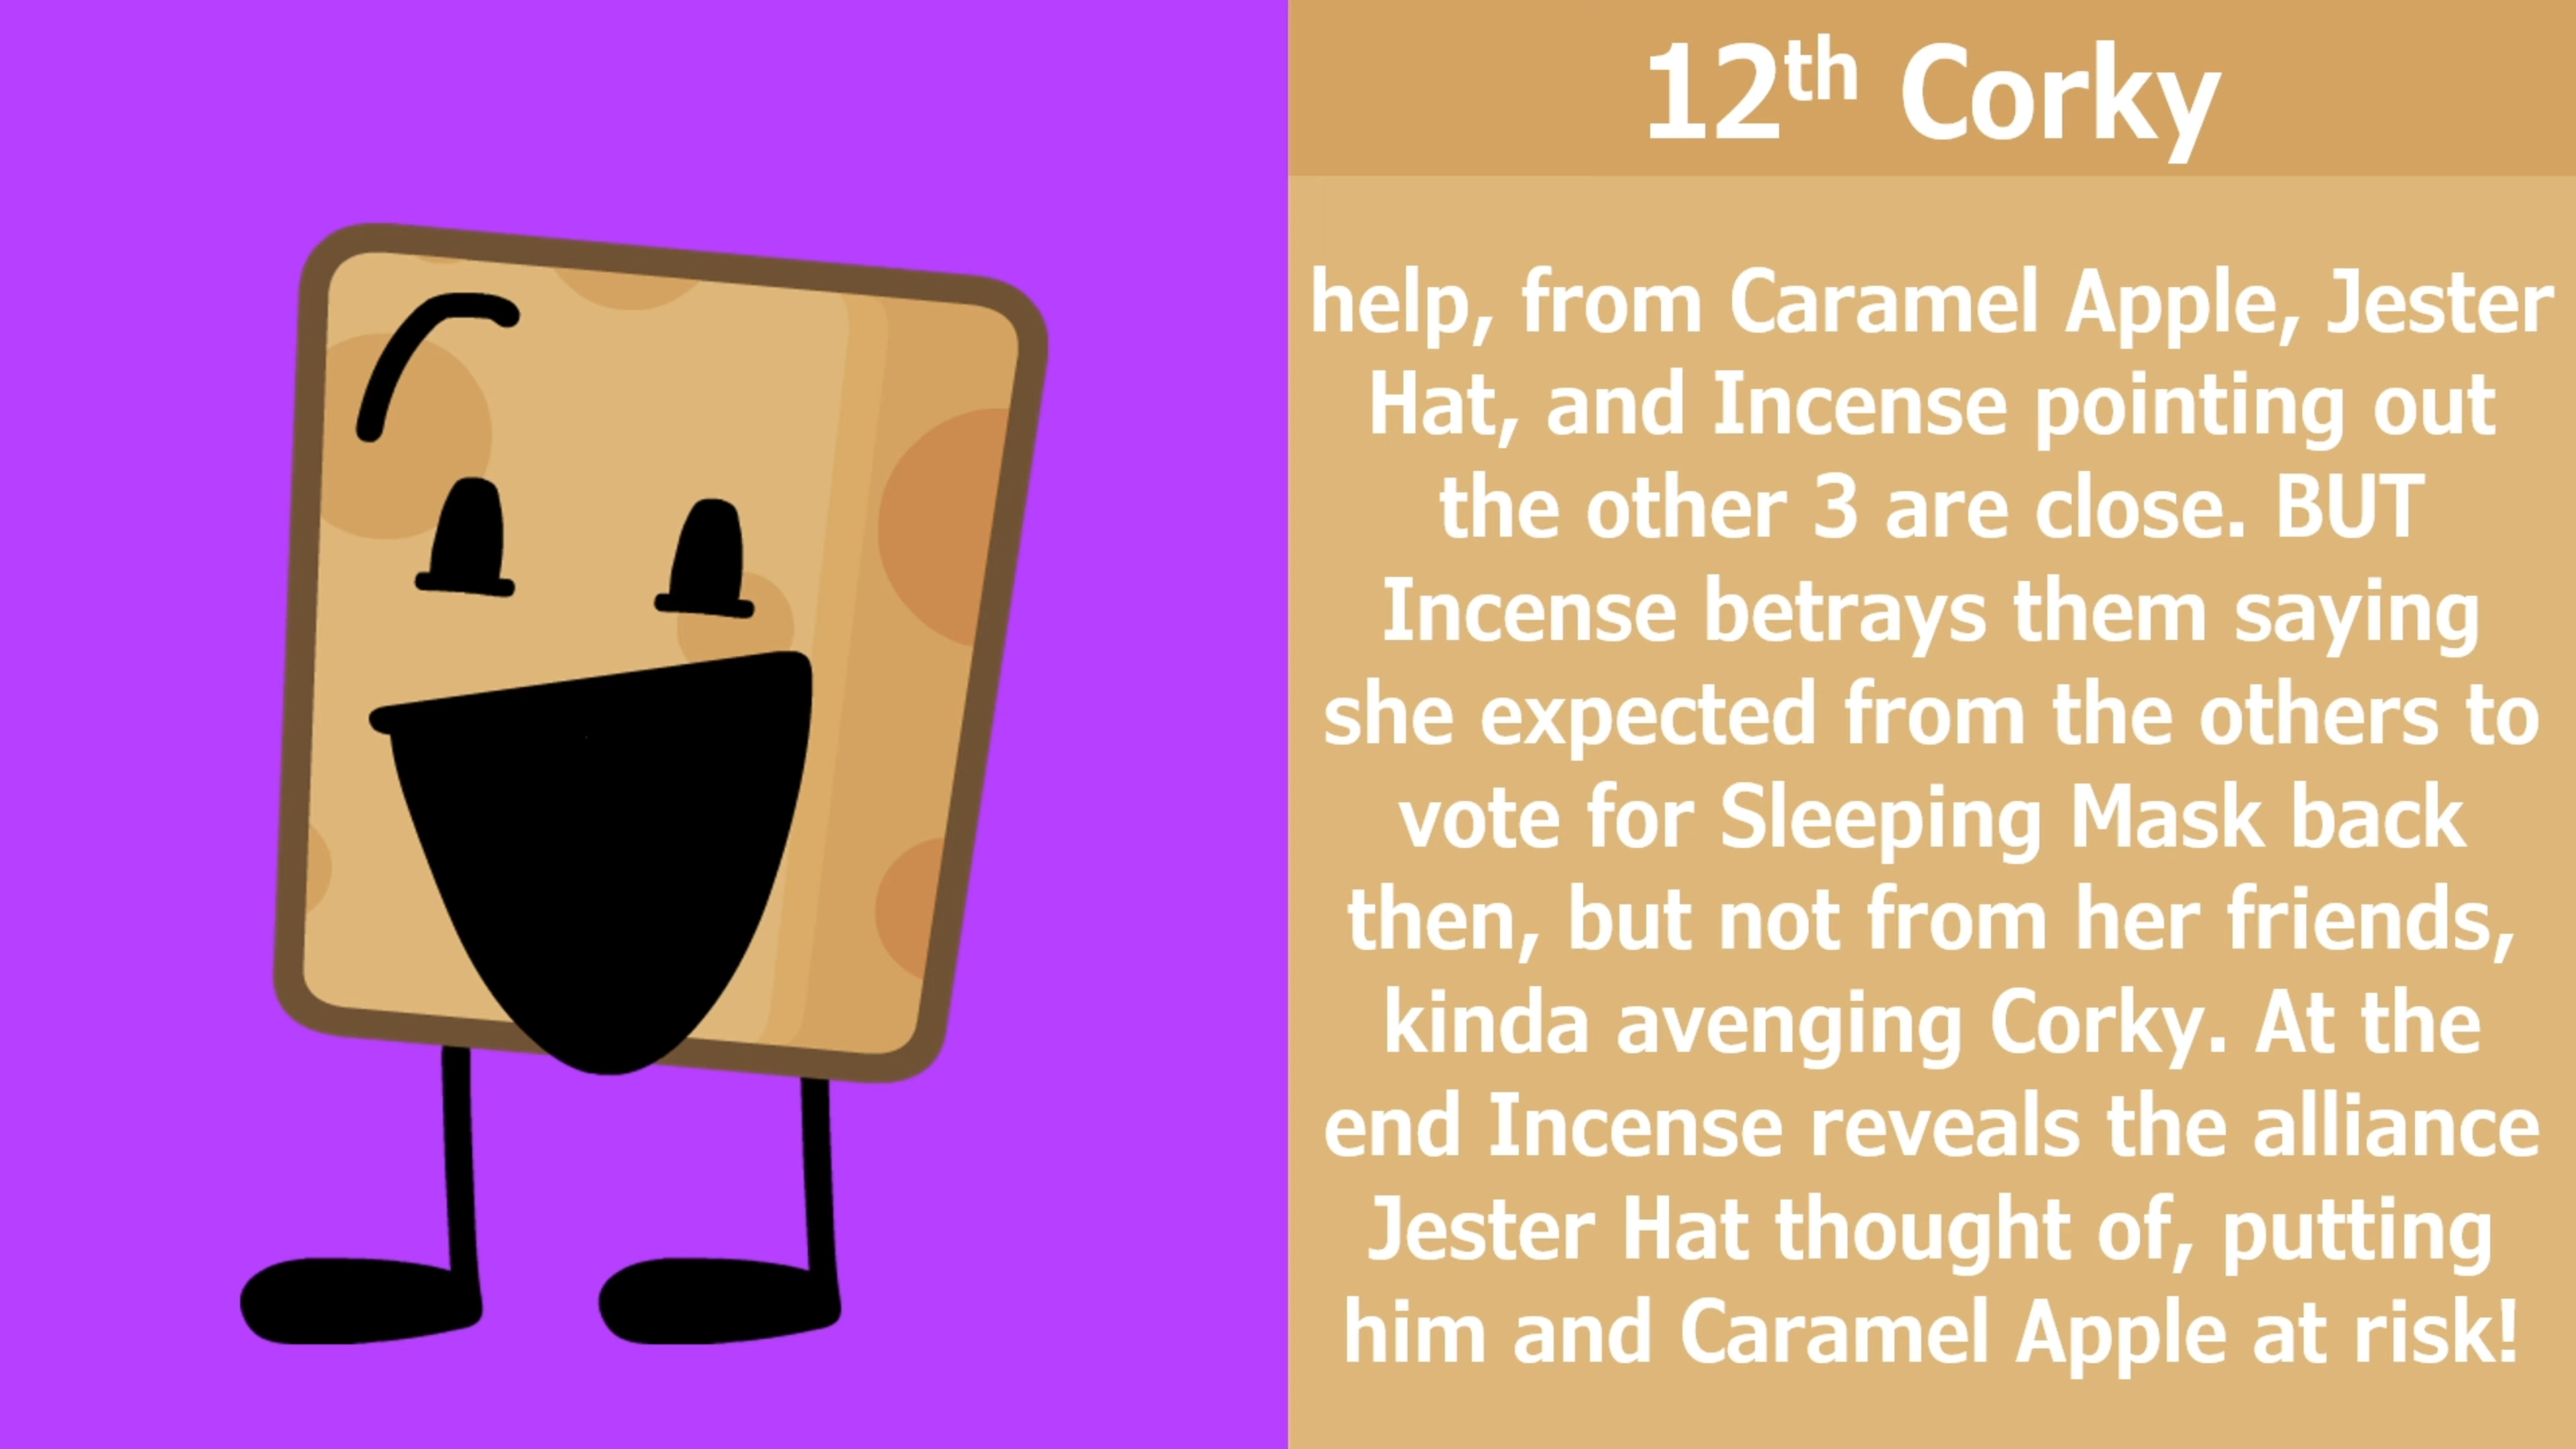 12th Corky
help, from Caramel Apple, Jester
Hat, and Incense pointing out
the other 3 are close. BUT
Incense betrays them saying
she expected from the others to
vote for Sleeping Mask back
then, but not from her friends,
kinda avenging Corky. At the
end Incense reveals the alliance
Jester Hat thought of, putting
him and Caramel Apple at risk!